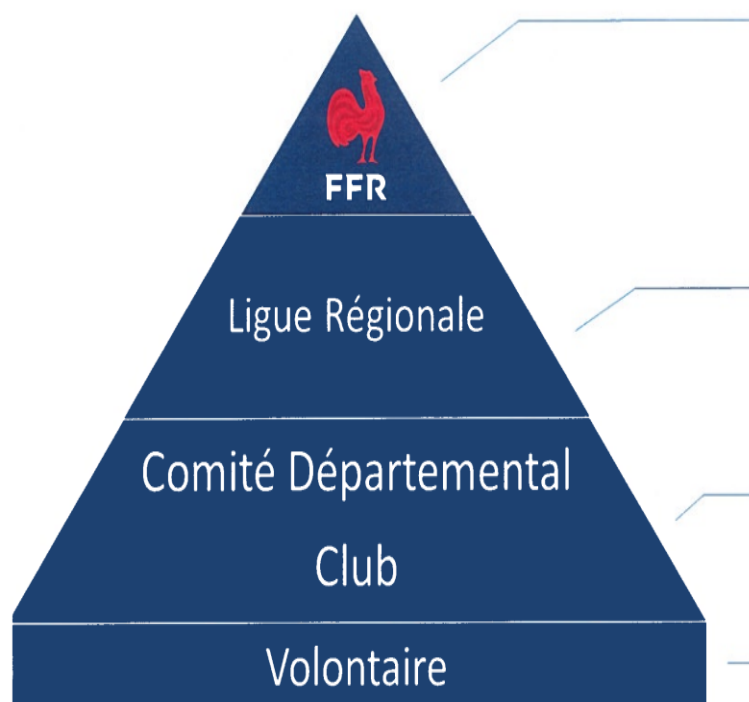 FFR
Ligue Régionale
Comité Départemental
Club
Volontaire